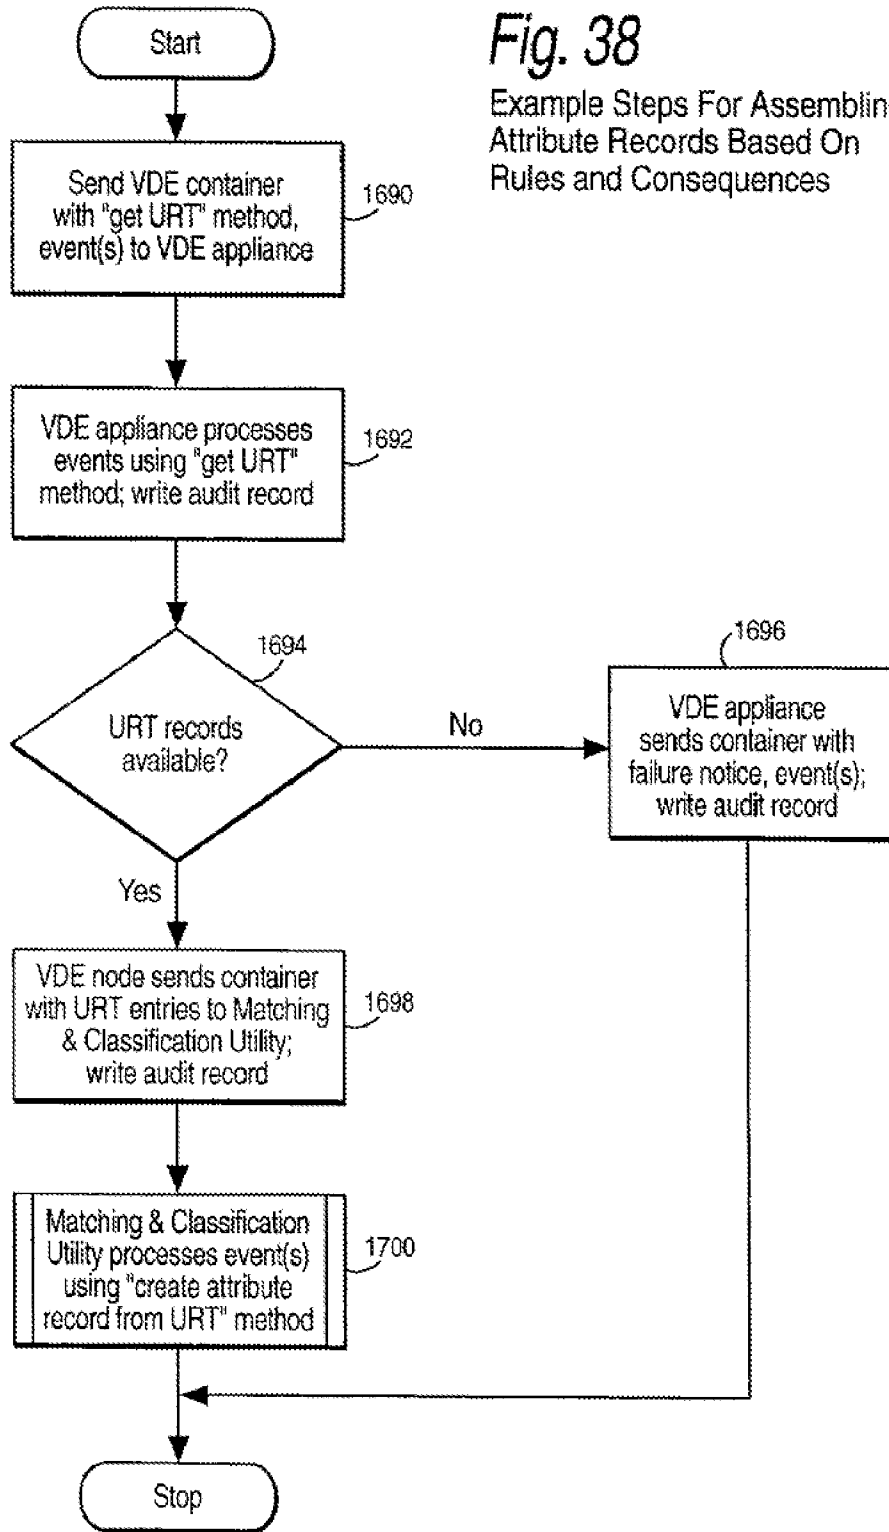 Fig. 38
Example Steps For Assemblin
Attribute Records Based On
Rules and Consequences
Start
Send VDE container
with "get URT" method,
event(s) to VDE appliance
1690
VDE appliance processes
events using "get URT"
method; write audit record
1692
URT records
available?
1694
No
VDE appliance
sends container with
failure notice, event(s);
write audit record
1696
Yes
VDE node sends container
with URT entries to Matching
& Classification Utility;
write audit record
1698
Matching & Classification
Utility processes event(s)
using "create attribute
record from URT" method
1700
Stop